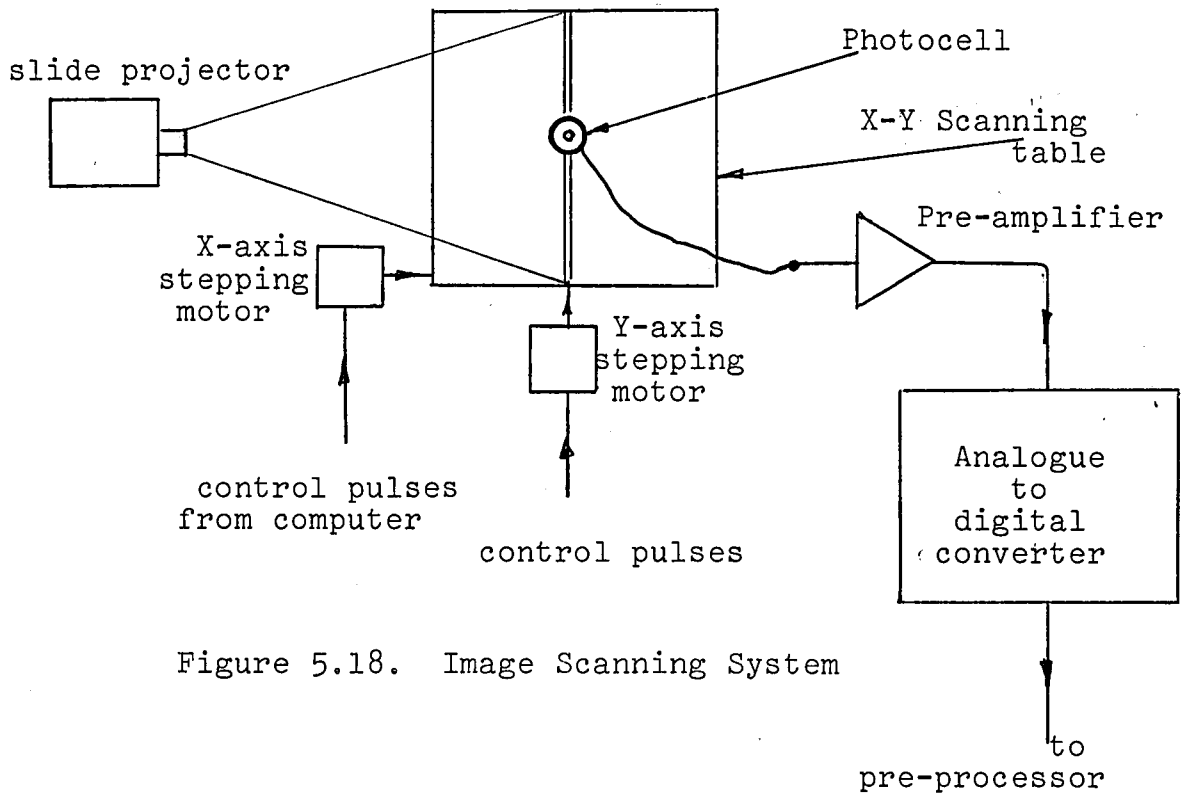 slide projector
Photocell
X-Y Scanning
table
Pre-amplifier
X-axis
stepping
motor
Y-axis
stepping
motor
control pulses
from computer
control pulses
Analogue
to
digital
converter
Figure 5.18. Image Scanning System
to
pre-processor